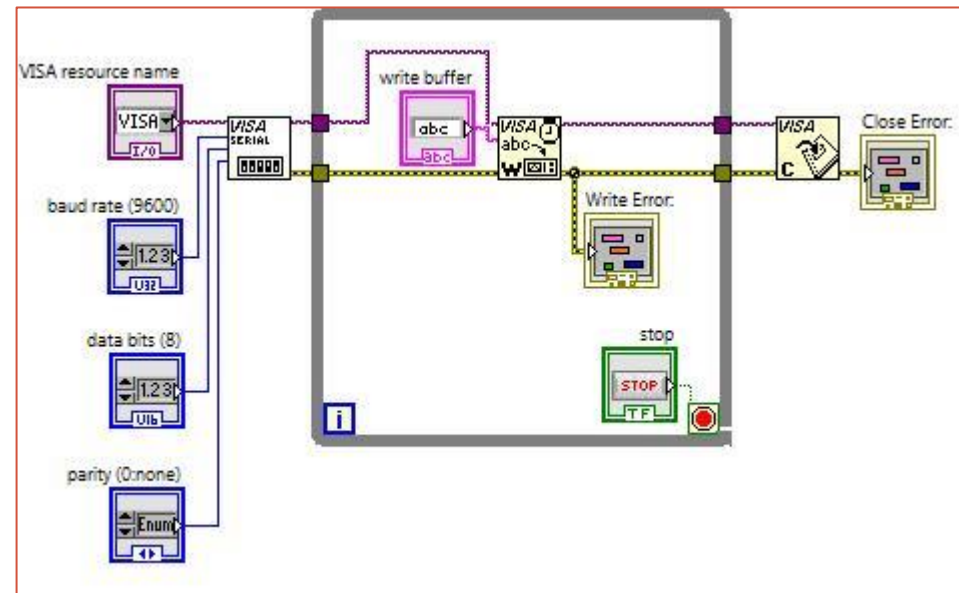 VISA resource name
VISA
I/O
VISA
SERIAL
write buffer
abc
abc
VISA
abc
W
VISA
C
Close Error:
Write Error:
baud rate (9600)
1.23
U32
data bits (8)
1.23
U16
parity (0:none)
Enum
stop
STOP
TF
i